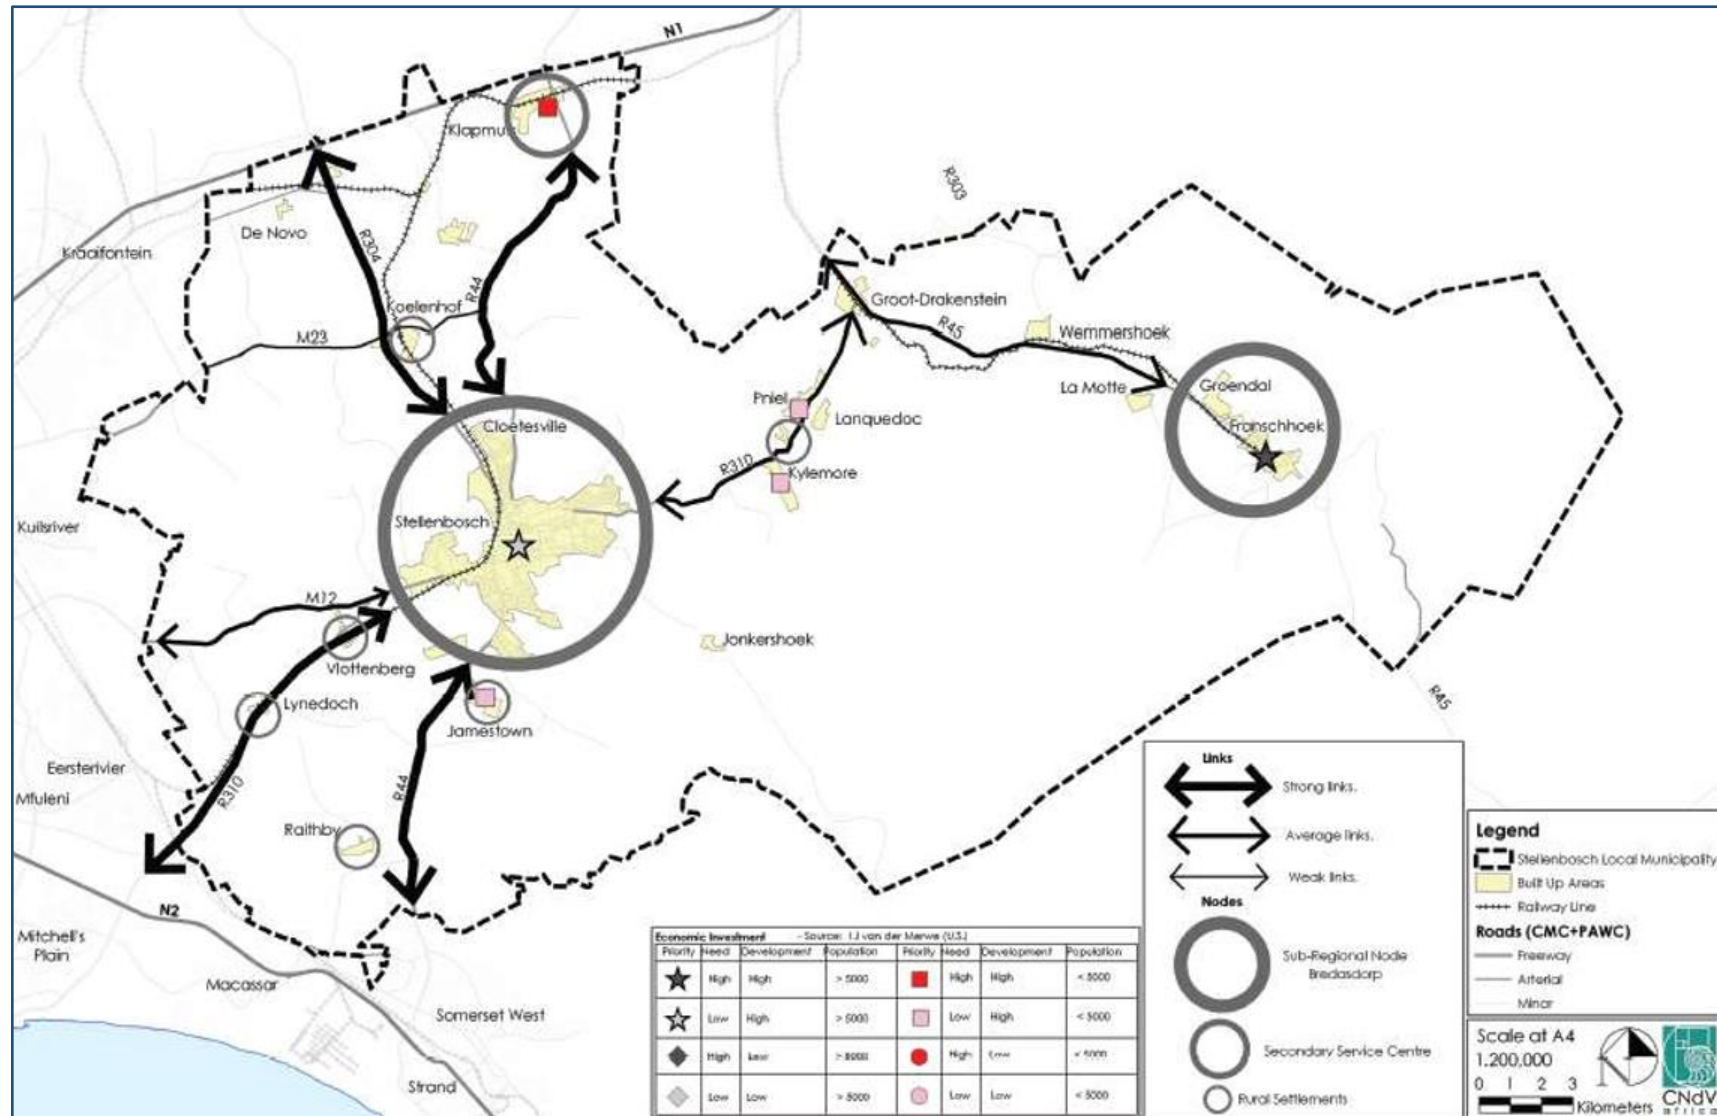 N1
Klapmuts
R303
De Novo
R304
Kraaifontein
R44
Koelenhof
Groot-Drakenstein
M23
R45
Wemmershoek
La Motte
Groendal
Pniel
Lanquedoc
Franschhoek
Cloetesville
R310
Kylemore
Stellenbosch
Kuilsriver
M12
Jonkershoek
Vlottenberg
R45
Lynedoch
Jamestown
Eersterivier
Mfuleni
R310
R44
Raithby
N2
Mitchell's
Plain
Macassar
Somerset West
Strand
Links
Strong links.
Average links.
Weak links.
Nodes
Sub-Regional Node
Bredasdorp
Secondary Service Centre
Rural Settlements
Legend
Stellenbosch Local Municipality
Built Up Areas
Railway Line
Roads (CMC+PAWC)
Freeway
Arterial
Minor
Scale at A4
1:200,000
0 1 2 3
Kilometers
CNdV
africa
Economic Investment - Source: I.J van der Merwe (U.S.)
Priority Need Development Population Priority Need Development Population
High High > 5000 High High < 5000
Low High > 5000 Low High < 5000
High Low > 5000 High Low < 5000
Low Low > 5000 Low Low < 5000